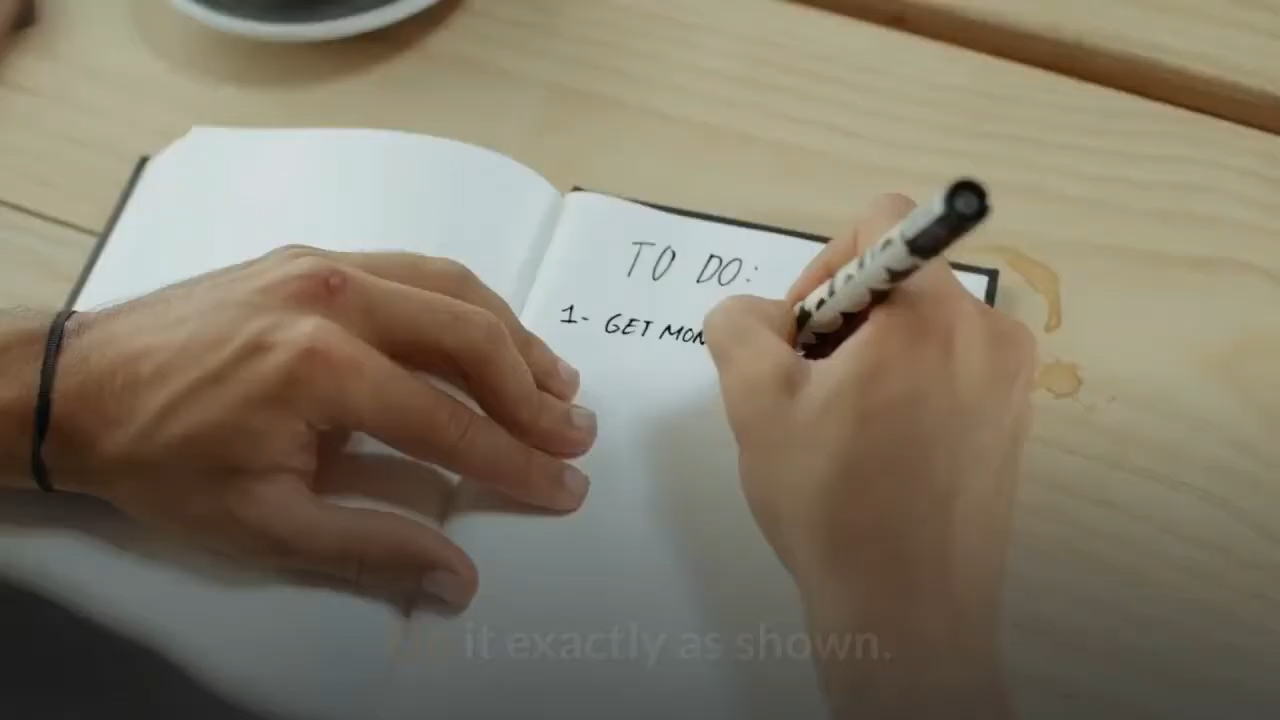 TO DO:
1- GET MON
it exactly as shown.